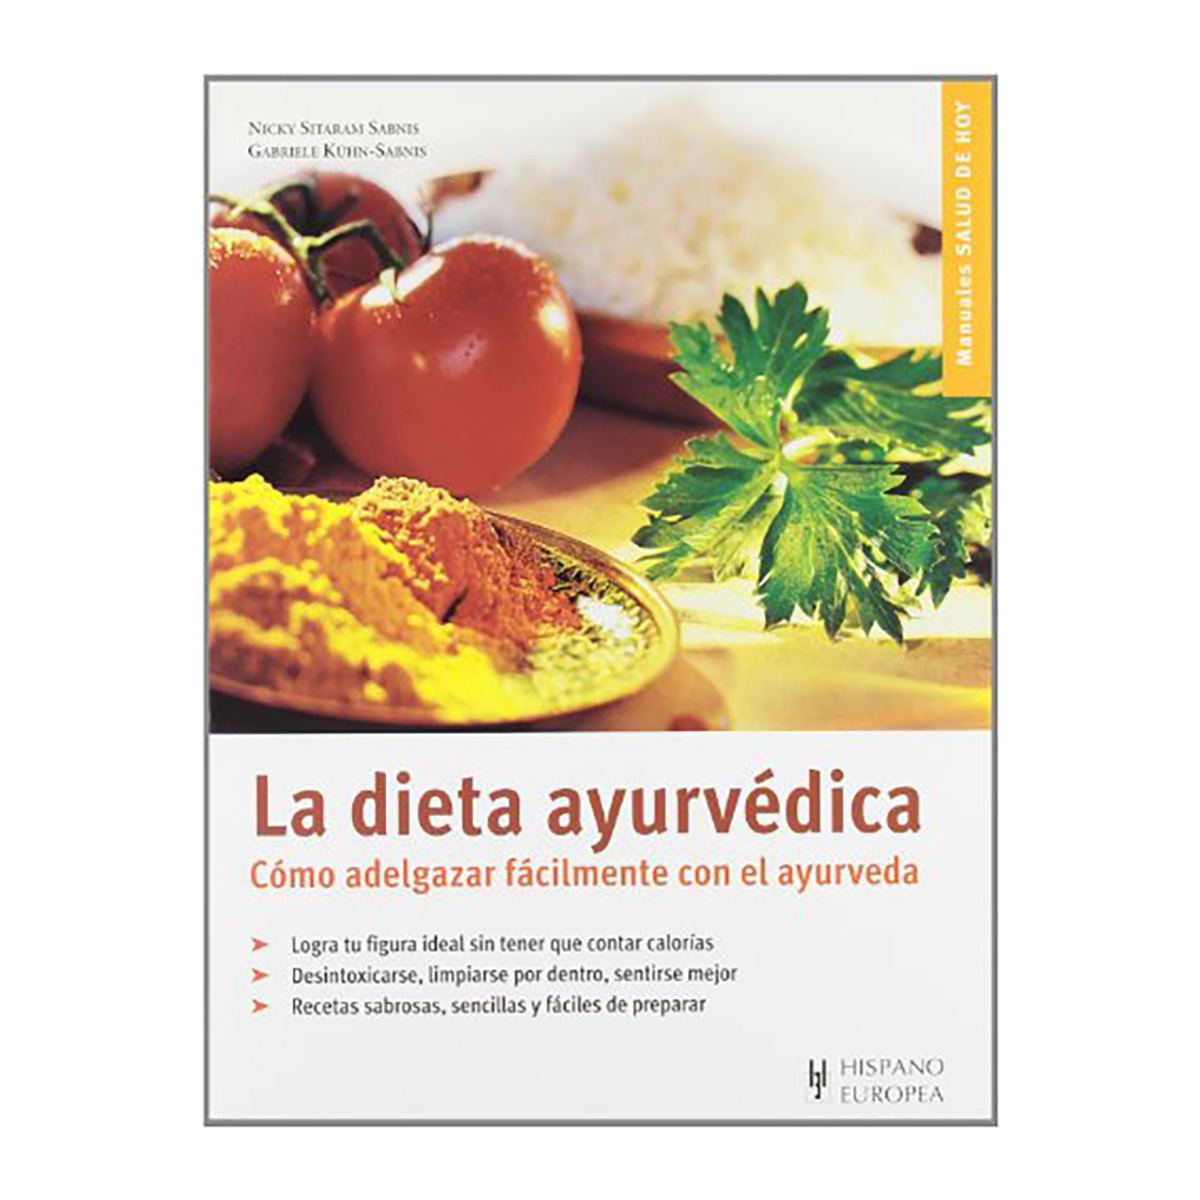 NICKY SITARAM SABNIS
GABRIELE KÜHN-SABNIS
Manuales SALUD DE HOY
La dieta ayurvédica
Cómo adelgazar fácilmente con el ayurveda
➤ Logra tu figura ideal sin tener que contar calorías
➤ Desintoxicarse, limpiarse por dentro, sentirse mejor
➤ Recetas sabrosas, sencillas y fáciles de preparar
HISPANO
EUROPEA